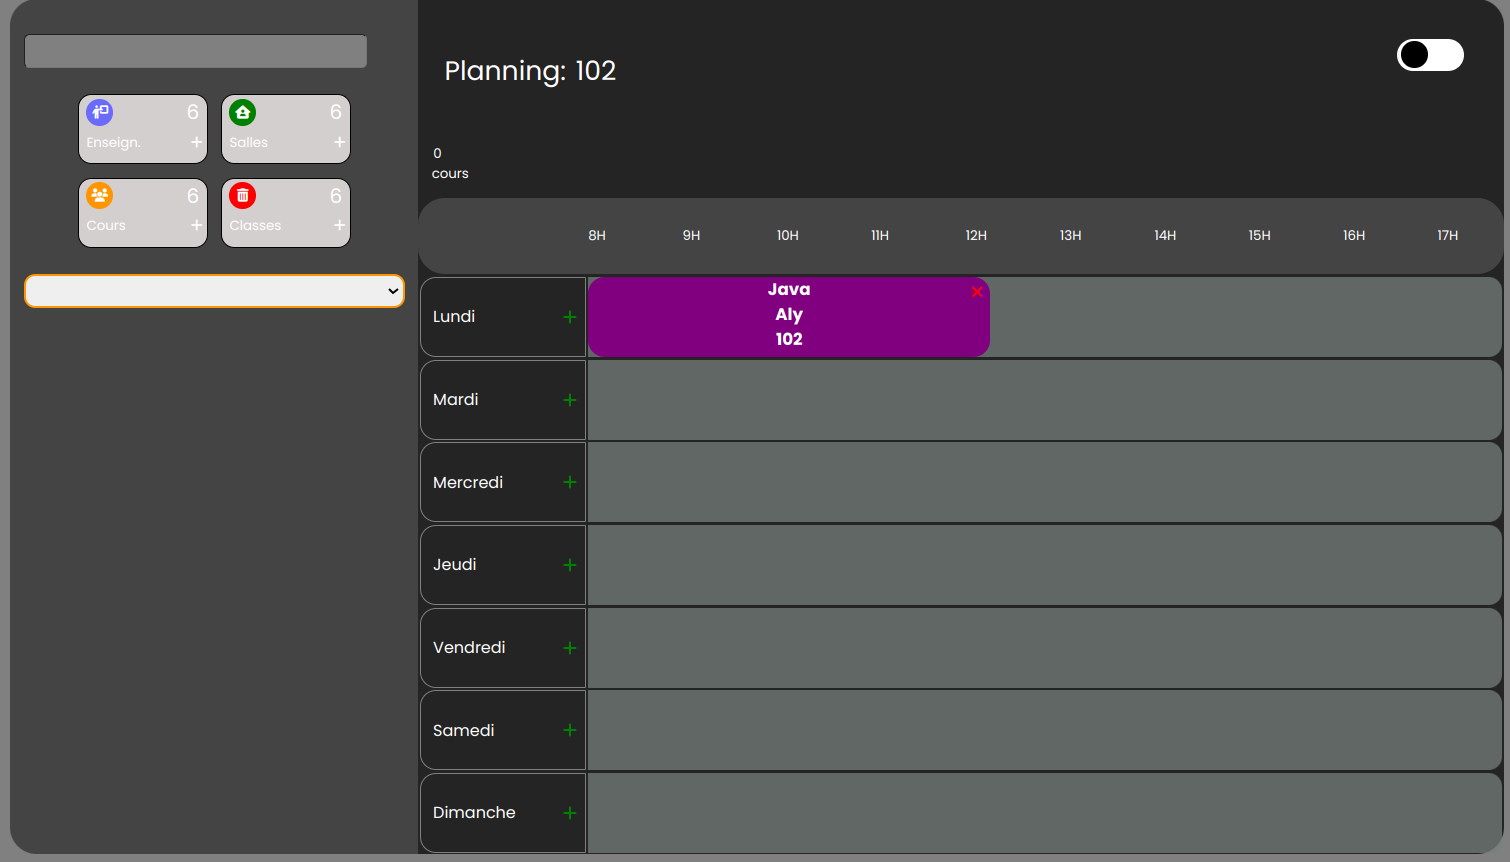 Planning: 102
6
Enseign. +
6
Salles +
6
Cours +
6
Classes +
0
cours
8H 9H 10H 11H 12H 13H 14H 15H 16H 17H
Lundi +
Java
Aly
102
Mardi +
Mercredi +
Jeudi +
Vendredi +
Samedi +
Dimanche +